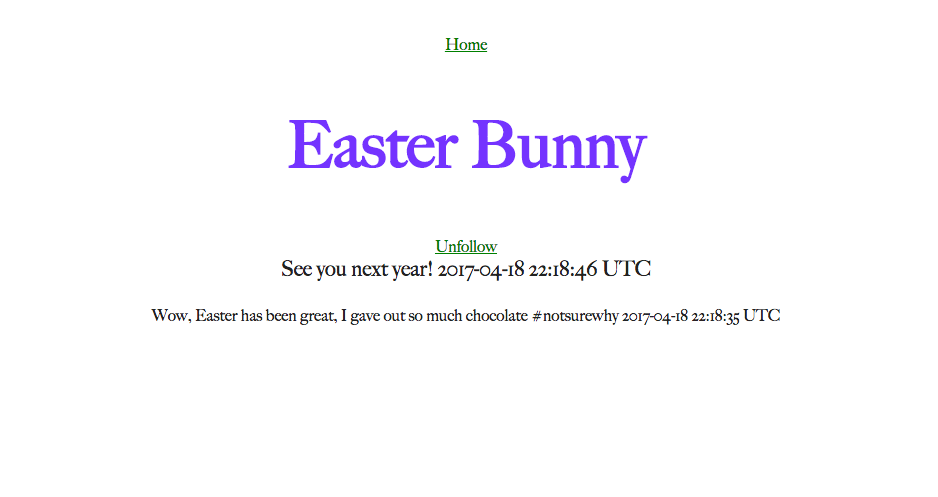 Home
Easter Bunny
Unfollow
See you next year! 2017-04-18 22:18:46 UTC
Wow, Easter has been great, I gave out so much chocolate #notsurewhy 2017-04-18 22:18:35 UTC